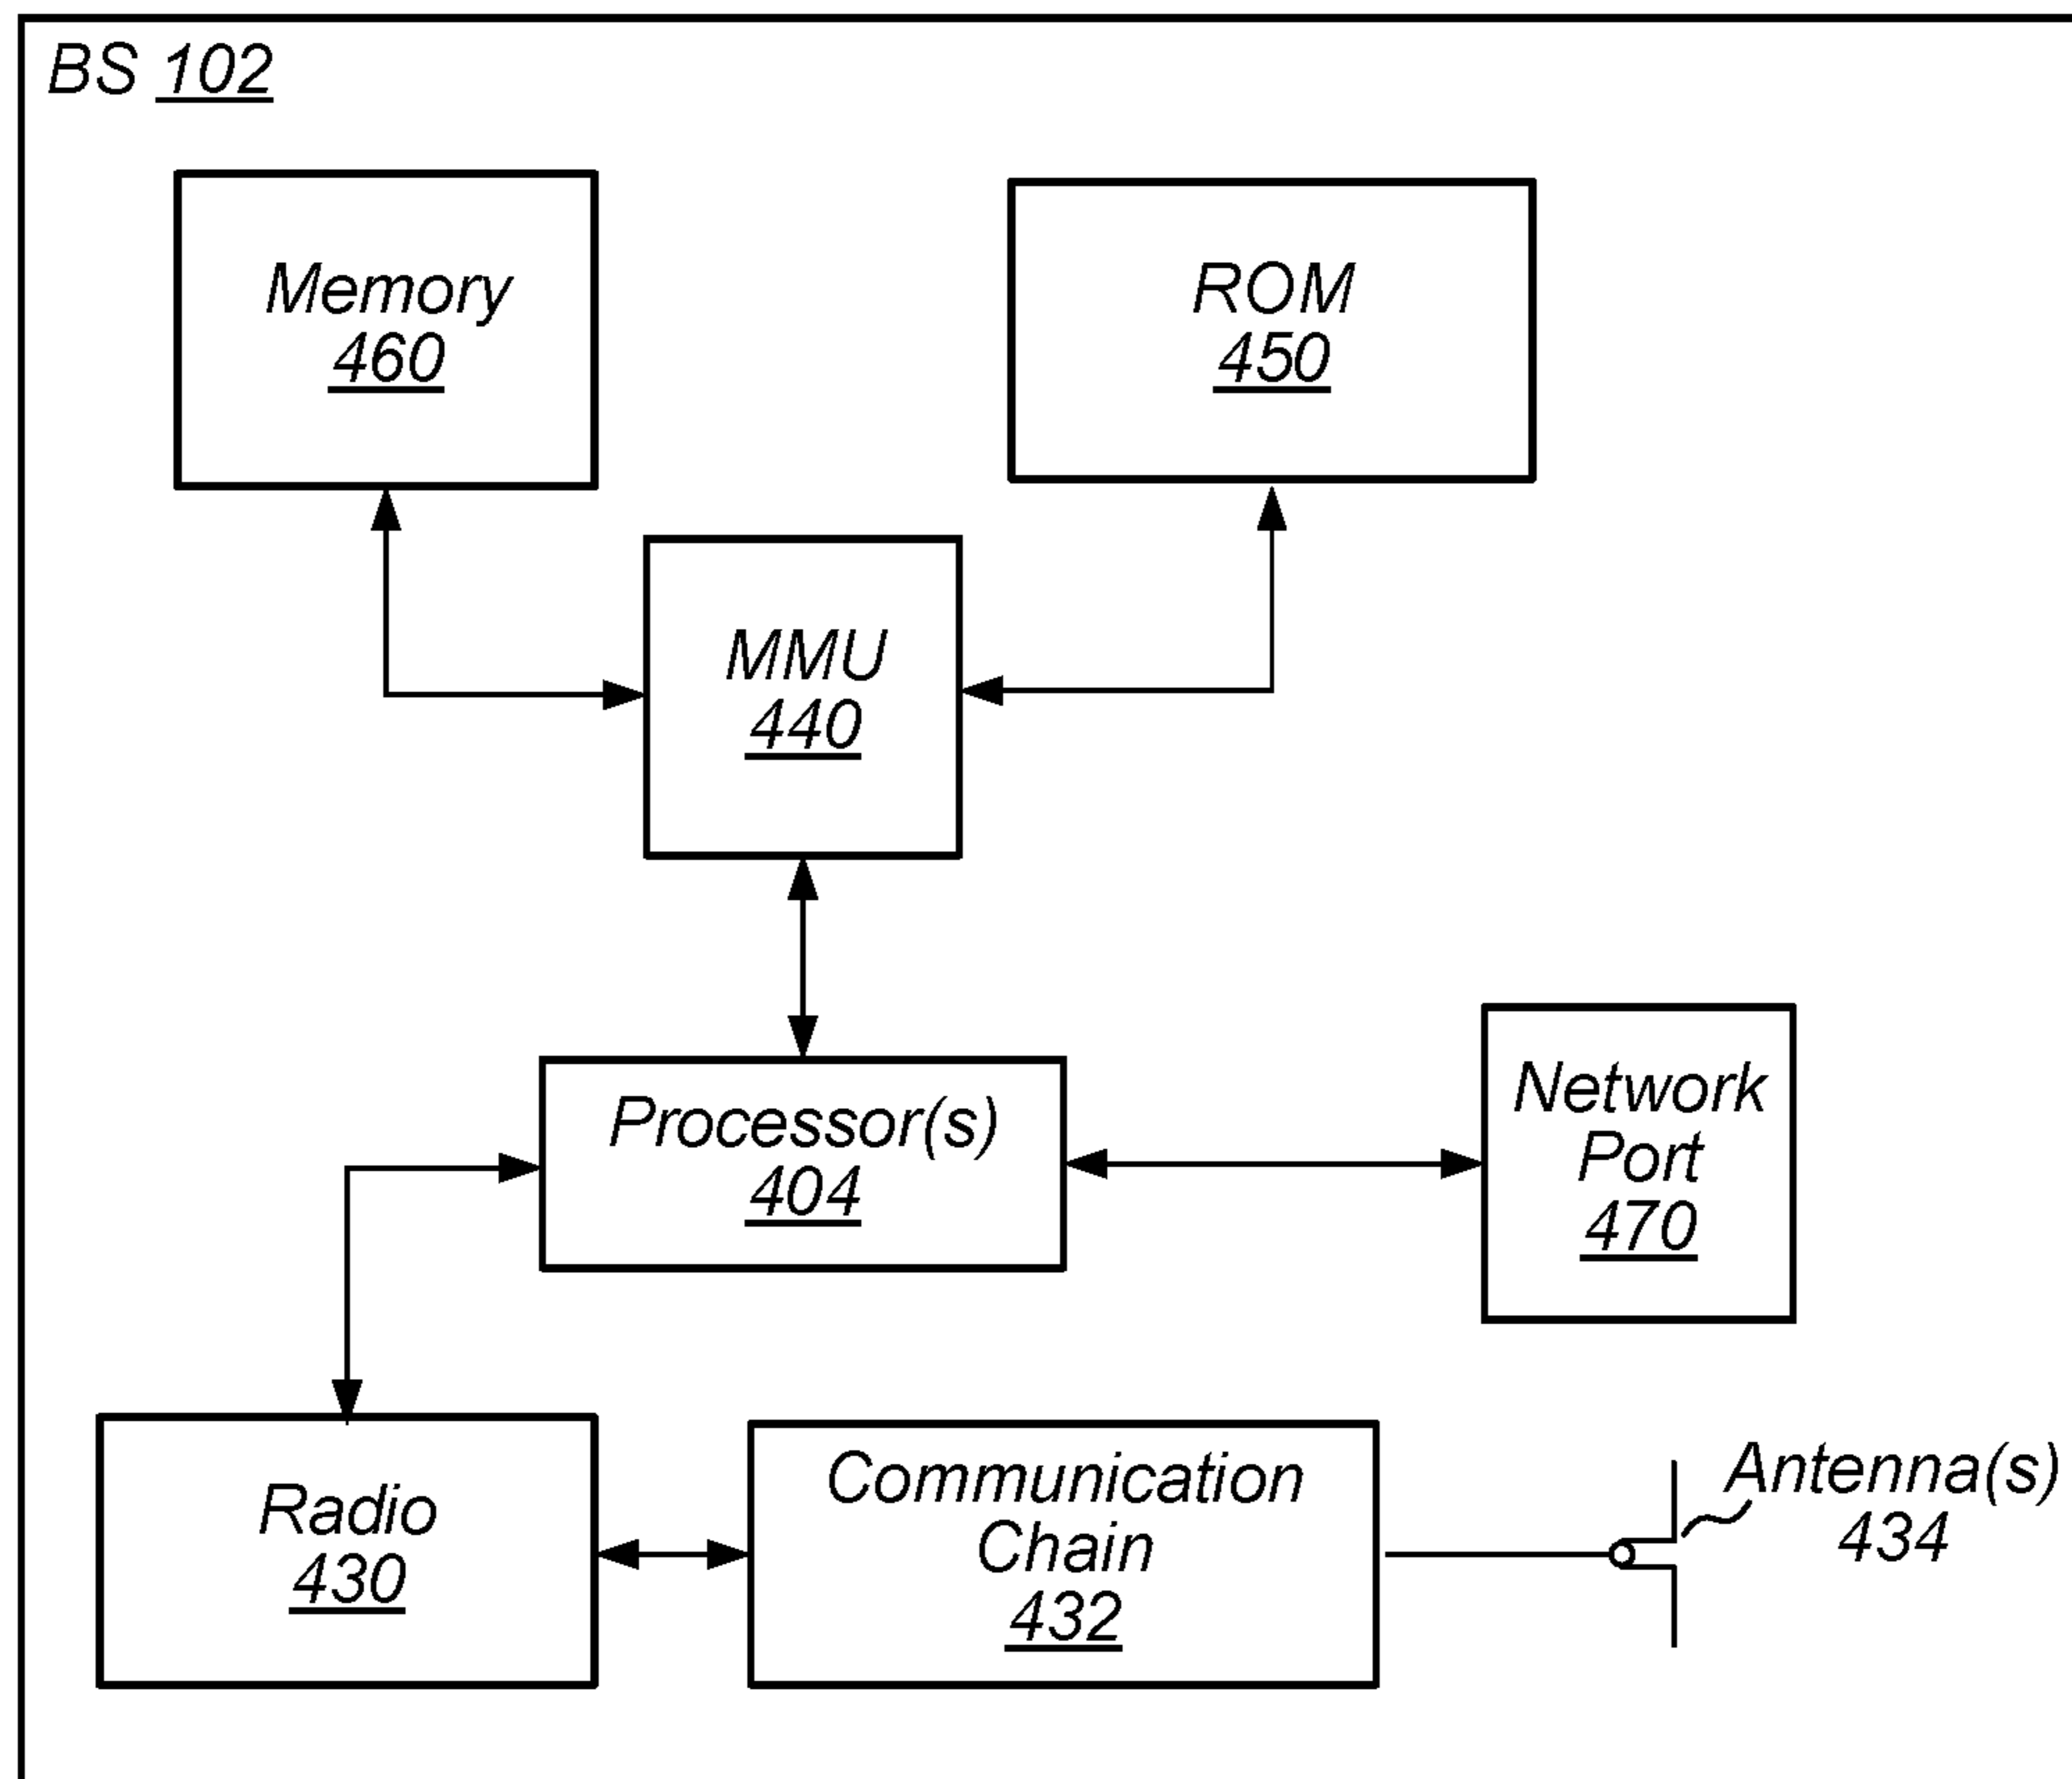 BS 102
Memory
460
ROM
450
MMU
440
Processor(s)
404
Network
Port
470
Radio
430
Communication
Chain
432
Antenna(s)
434